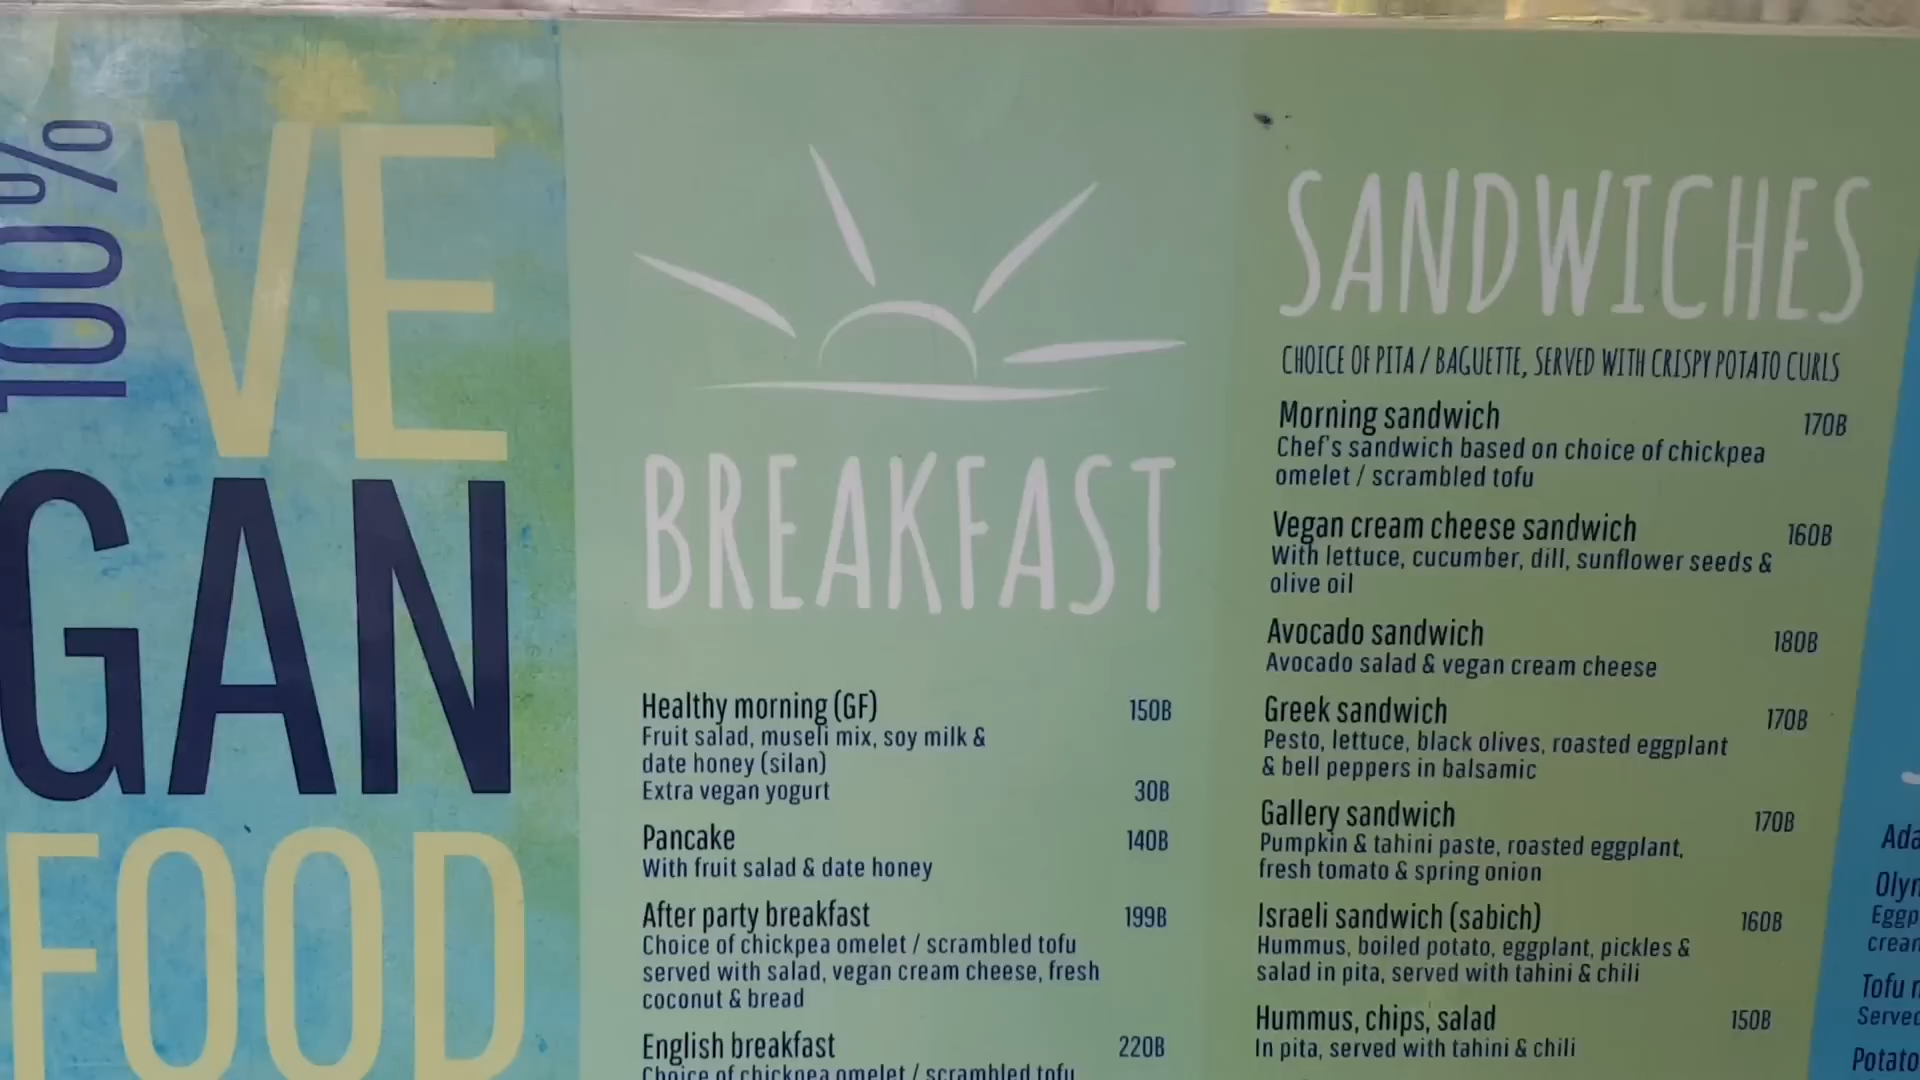 100%
VE
GAN
FOOD
BREAKFAST
Healthy morning (GF) 150B
Fruit salad, museli mix, soy milk &
date honey (silan)
Extra vegan yogurt 30B
Pancake 140B
With fruit salad & date honey
After party breakfast 199B
Choice of chickpea omelet / scrambled tofu
served with salad, vegan cream cheese, fresh
coconut & bread
English breakfast 220B
Choice of chickpea omelet / scrambled tofu
SANDWICHES
CHOICE OF PITA / BAGUETTE, SERVED WITH CRISPY POTATO CURLS
Morning sandwich 170B
Chef's sandwich based on choice of chickpea
omelet / scrambled tofu
Vegan cream cheese sandwich 160B
With lettuce, cucumber, dill, sunflower seeds &
olive oil
Avocado sandwich 180B
Avocado salad & vegan cream cheese
Greek sandwich 170B
Pesto, lettuce, black olives, roasted eggplant
& bell peppers in balsamic
Gallery sandwich 170B
Pumpkin & tahini paste, roasted eggplant,
fresh tomato & spring onion
Israeli sandwich (sabich) 160B
Hummus, boiled potato, eggplant, pickles &
salad in pita, served with tahini & chili
Hummus, chips, salad 150B
In pita, served with tahini & chili
Tofu
Served
Potato